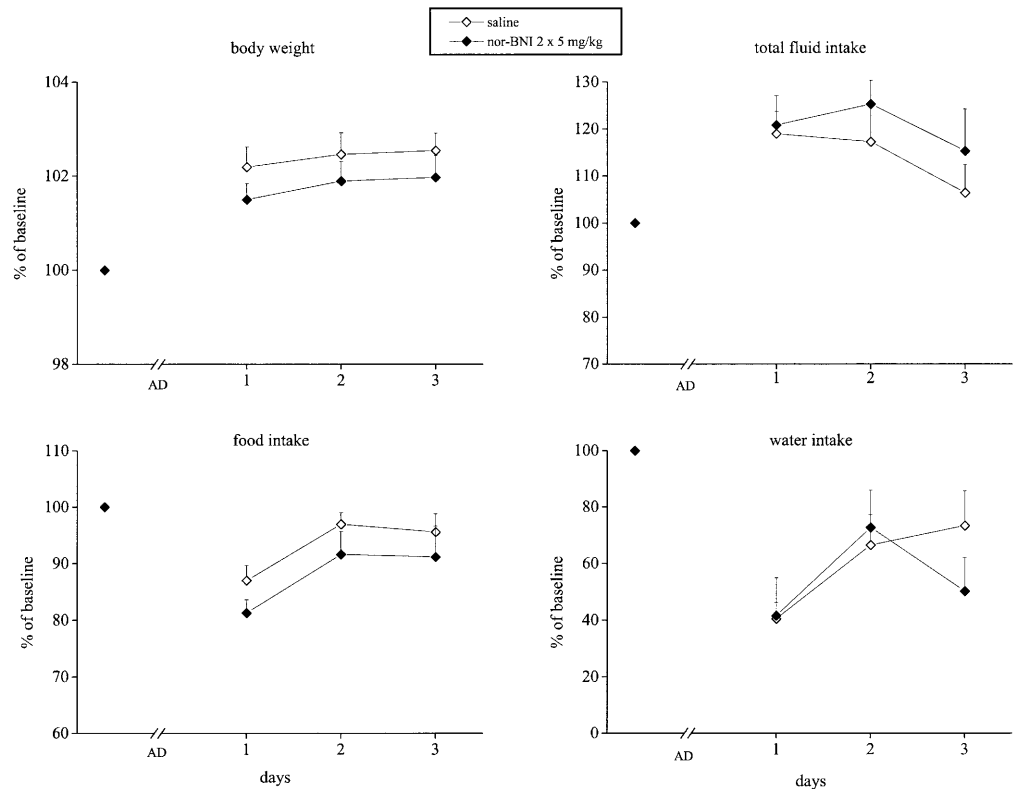 saline
nor-BNI 2 x 5 mg/kg
body weight
104
102
100
98
% of baseline
AD
1
2
3
total fluid intake
130
120
110
100
90
80
70
% of baseline
AD
1
2
3
food intake
110
100
90
80
70
60
% of baseline
AD
1
2
3
days
water intake
100
80
60
40
20
0
% of baseline
AD
1
2
3
days